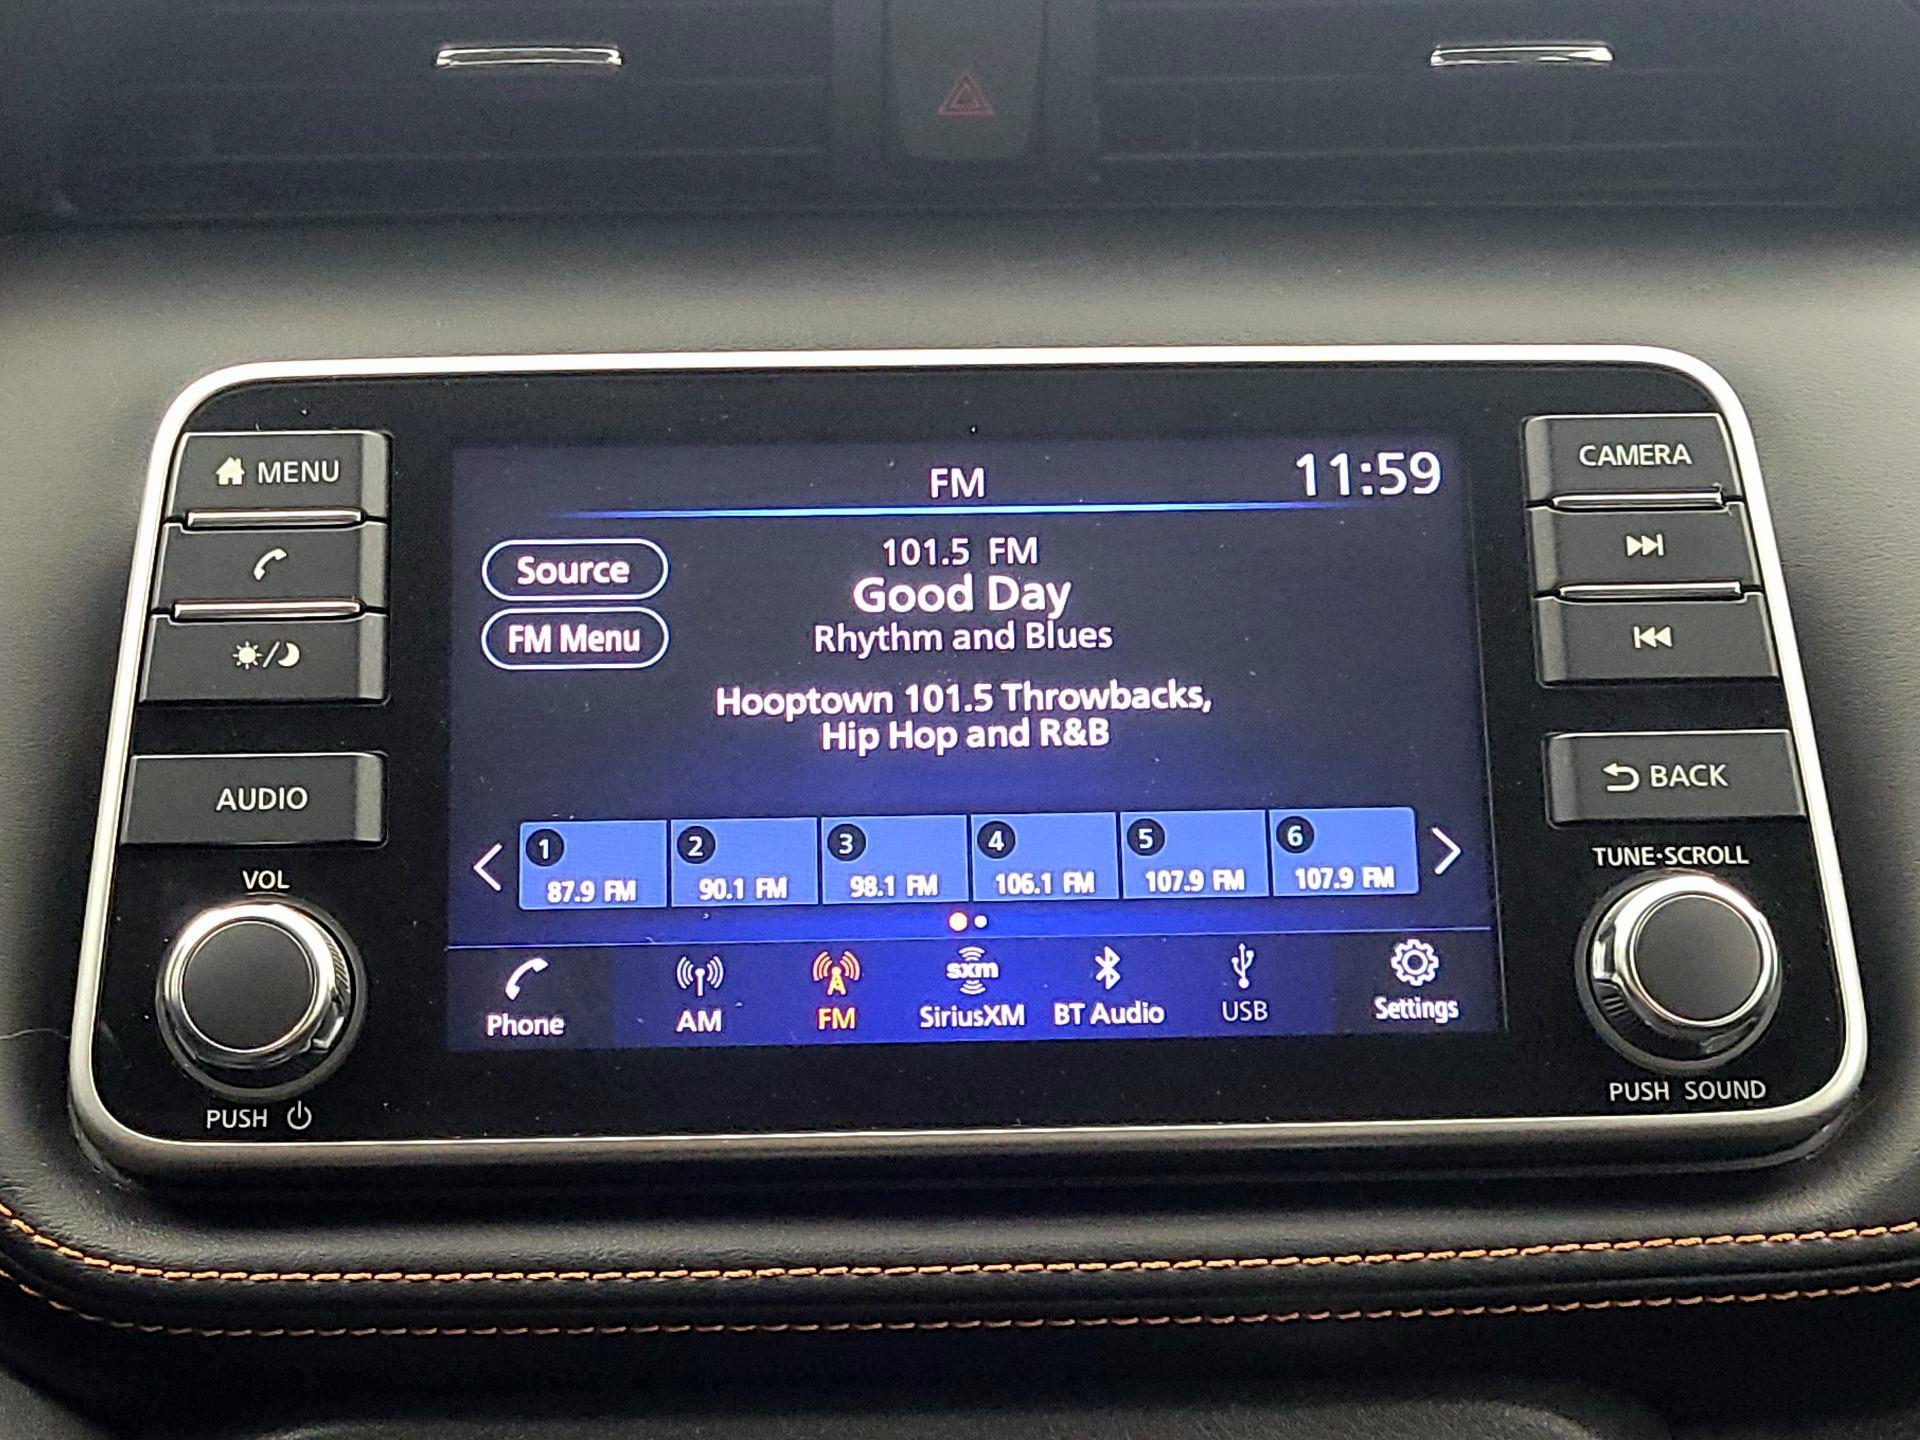 MENU
AUDIO
VOL
PUSH
FM
11:59
Source
FM Menu
101.5 FM
Good Day
Rhythm and Blues
Hooptown 101.5 Throwbacks,
Hip Hop and R&B
1
87.9 FM
2
90.1 FM
3
98.1 FM
4
106.1 FM
5
107.9 FM
6
107.9 FM
Phone
AM
FM
sxm
SiriusXM
BT Audio
USB
Settings
CAMERA
BACK
TUNE·SCROLL
PUSH SOUND